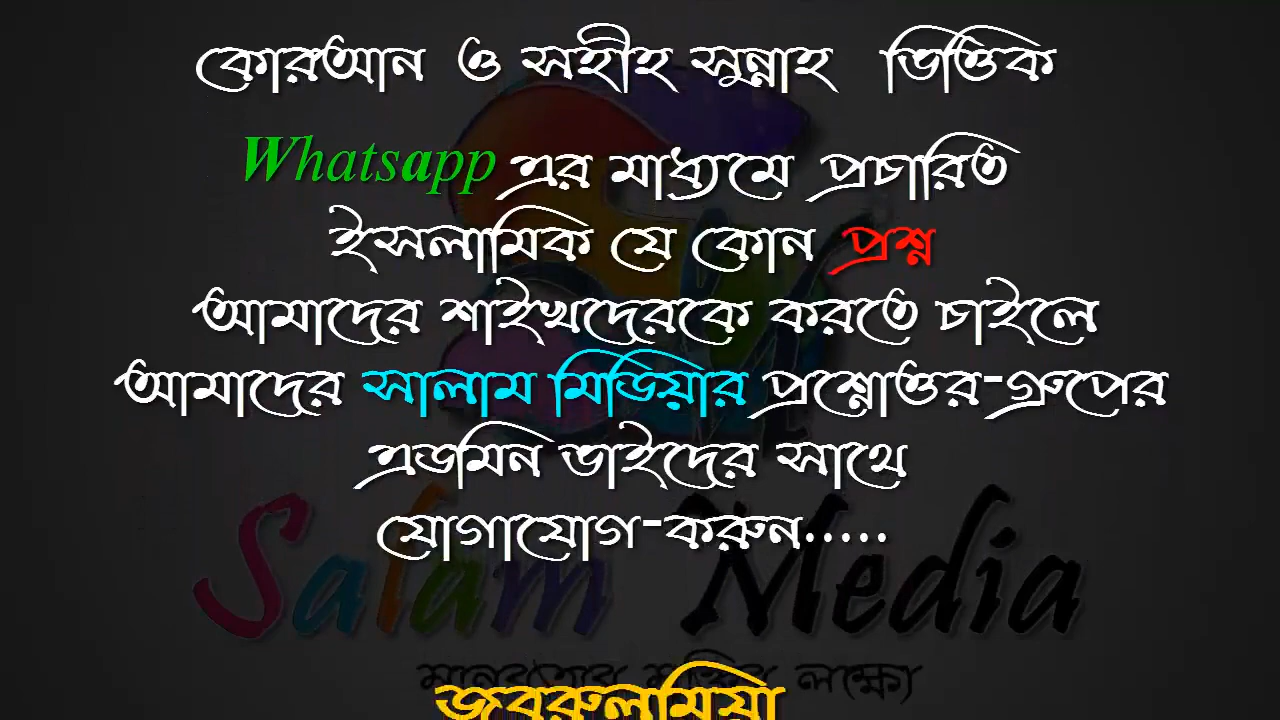 কোরআন ও সহীহ সুন্নাহ ভিত্তিক
Whatsapp এর মাধ্যমে প্রচারিত
ইসলামিক যে কোন প্রশ্ন
আমাদের শাইখদেরকে করতে চাইলে
আমাদের সালাম মিডিয়ার প্রশ্নোত্তর-গ্রুপের
এডমিন ভাইদের সাথে
যোগাযোগ-করুন.....
Salam Media
লক্ষ্যে